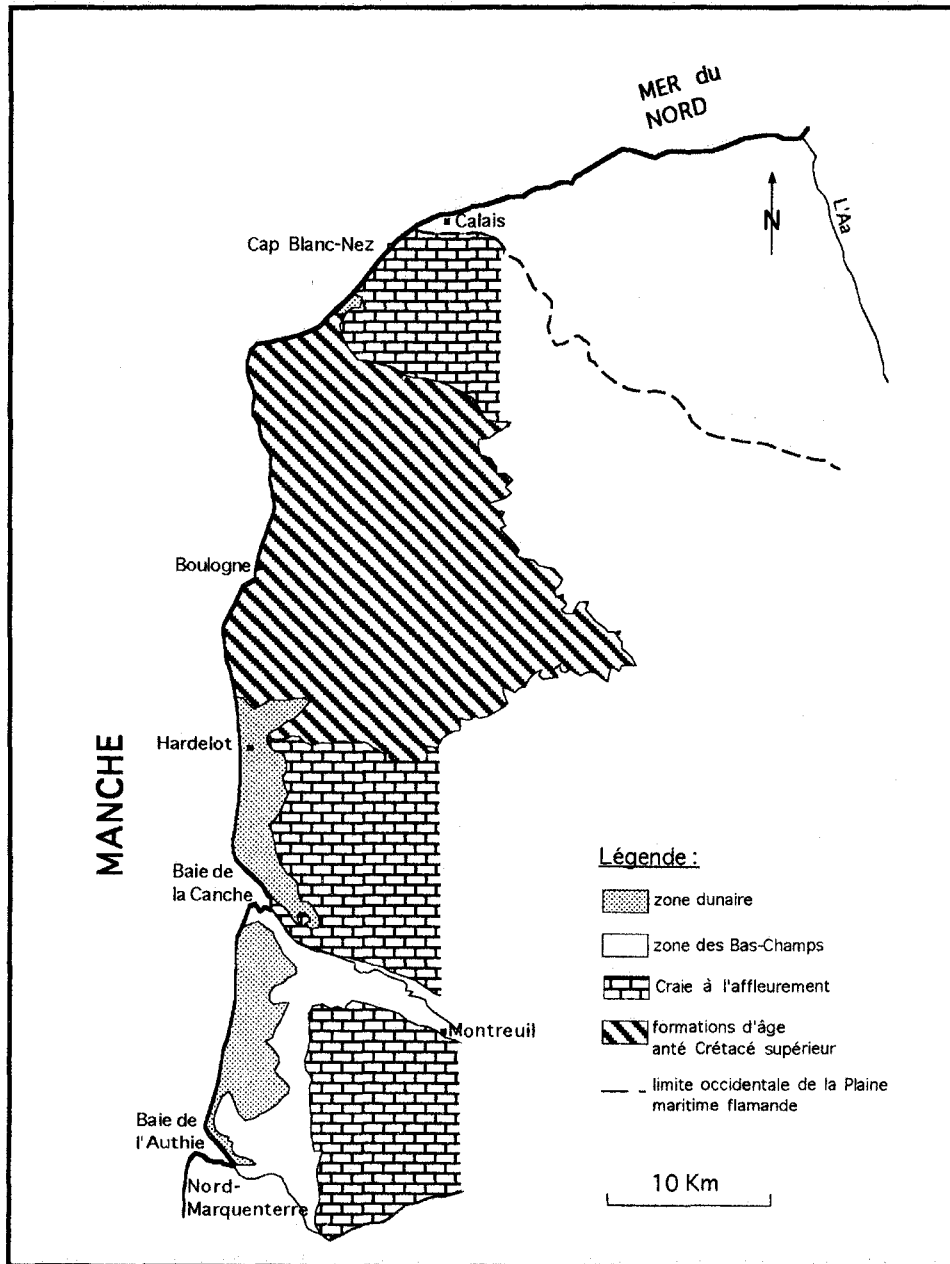 MER du
NORD
Calais
L'Aa
N
Cap Blanc-Nez
Boulogne
MANCHE
Hardelot
Baie de
la Canche
Montreuil
Baie de
l'Authie
Nord-
Marquenterre
Légende :
zone dunaire
zone des Bas-Champs
Craie à l'affleurement
formations d'âge
anté Crétacé supérieur
limite occidentale de la Plaine
maritime flamande
10 Km